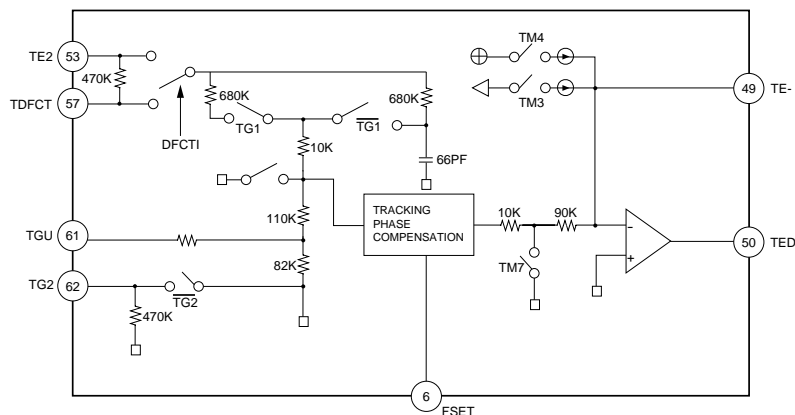 TE2
53
470K
TDFCT
57
DFCTI
680K
TG1
680K
TG1
10K
66PF
110K
TGU
61
82K
TG2
62
TG2
470K
TRACKING
PHASE
COMPENSATION
TM4
TM3
49
TE-
10K
90K
TM7
-
+
50
TED
6
FSET